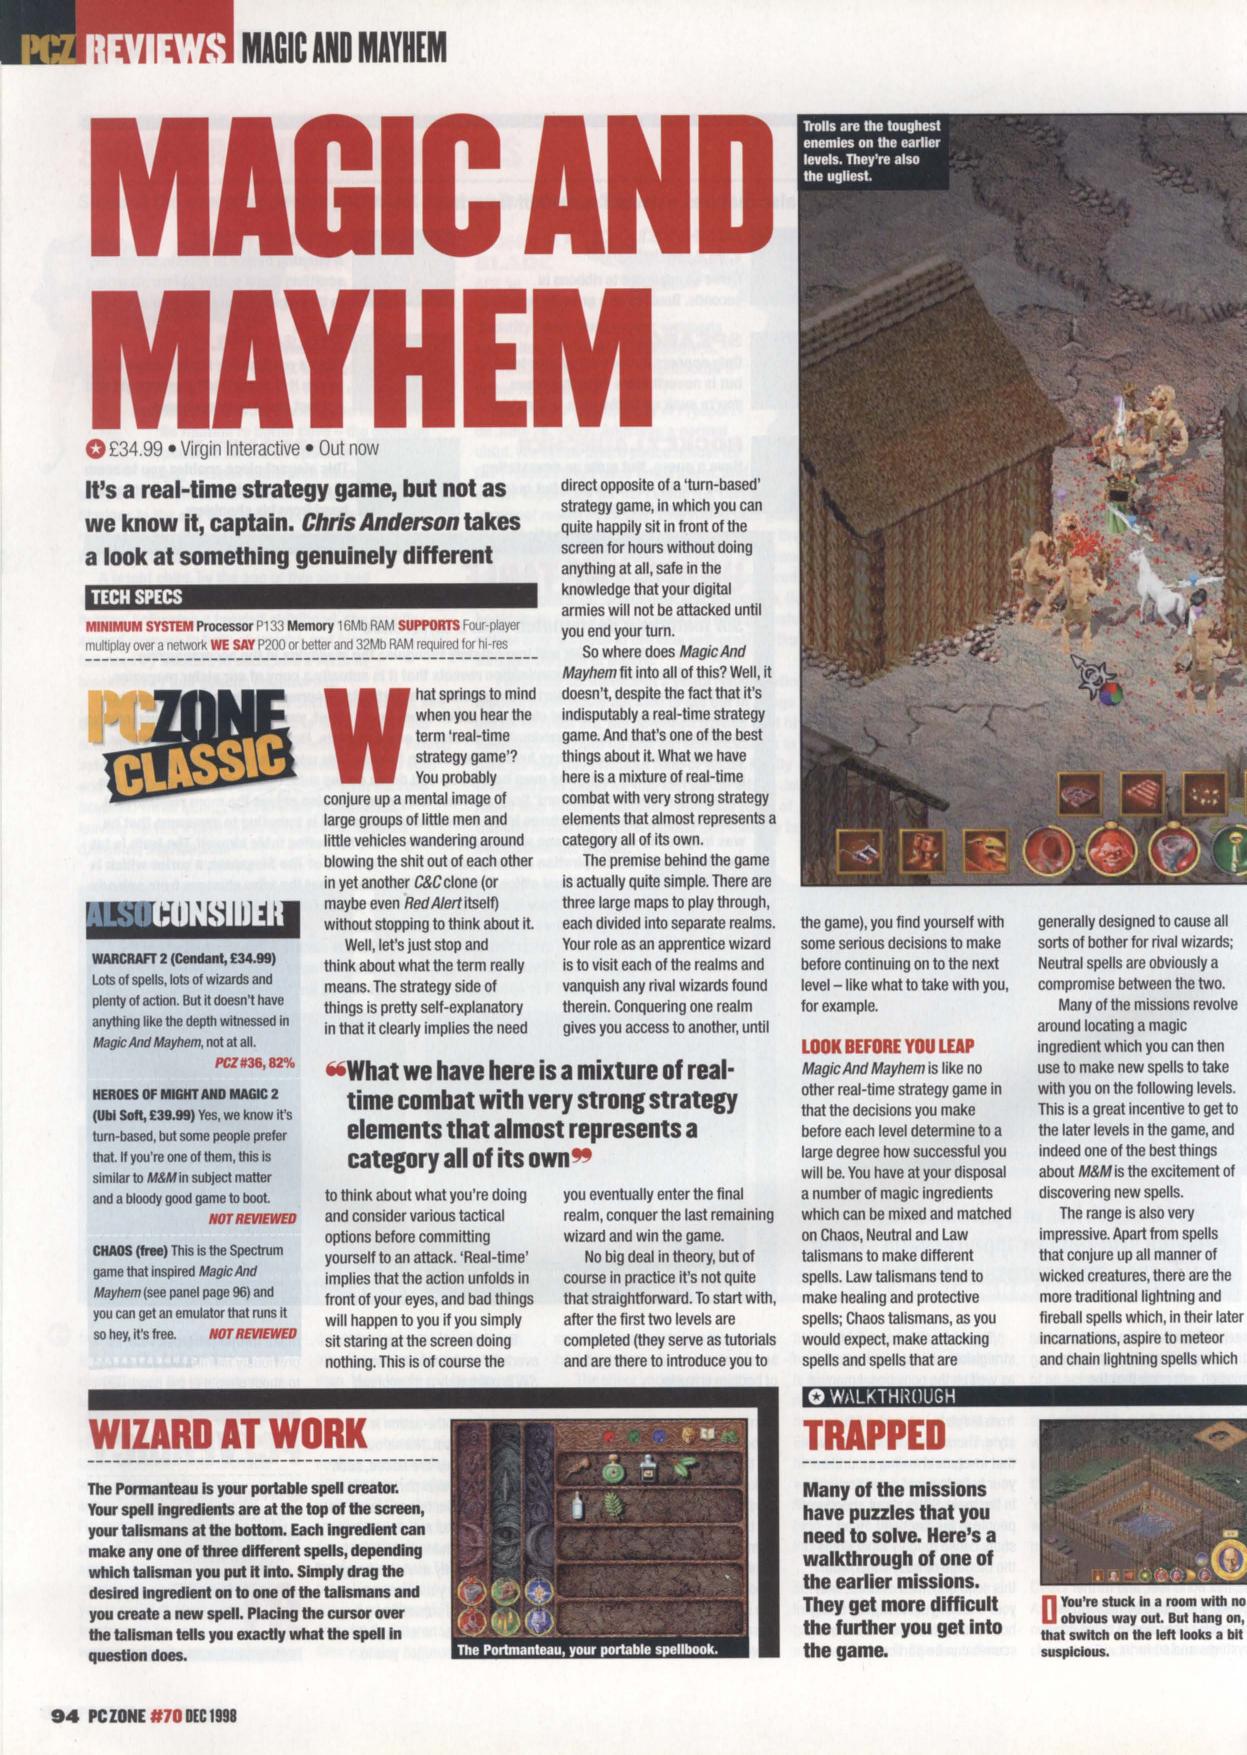 PCZ REVIEWS MAGIC AND MAYHEM
MAGIC AND
MAYHEM
£34.99 • Virgin Interactive • Out now
It's a real-time strategy game, but not as
we know it, captain. Chris Anderson takes
a look at something genuinely different
TECH SPECS
MINIMUM SYSTEM Processor P133 Memory 16Mb RAM SUPPORTS Four-player
multiplay over a network WE SAY P200 or better and 32Mb RAM required for hi-res
PCZONE
CLASSIC
ALSO CONSIDER
WARCRAFT 2 (Cendant, £34.99)
Lots of spells, lots of wizards and
plenty of action. But it doesn't have
anything like the depth witnessed in
Magic And Mayhem, not at all.
PCZ #36, 82%
HEROES OF MIGHT AND MAGIC 2
(Ubi Soft, £39.99) Yes, we know it's
turn-based, but some people prefer
that. If you're one of them, this is
similar to M&M in subject matter
and a bloody good game to boot.
NOT REVIEWED
CHAOS (free) This is the Spectrum
game that inspired Magic And
Mayhem (see panel page 96) and
you can get an emulator that runs it
so hey, it's free. NOT REVIEWED
What springs to mind
when you hear the
term 'real-time
strategy game'?
You probably
conjure up a mental image of
large groups of little men and
little vehicles wandering around
blowing the shit out of each other
in yet another C&C clone (or
maybe even Red Alert itself)
without stopping to think about it.
Well, let's just stop and
think about what the term really
means. The strategy side of
things is pretty self-explanatory
in that it clearly implies the need
to think about what you're doing
and consider various tactical
options before committing
yourself to an attack. 'Real-time'
implies that the action unfolds in
front of your eyes, and bad things
will happen to you if you simply
sit staring at the screen doing
nothing. This is of course the
direct opposite of a 'turn-based'
strategy game, in which you can
quite happily sit in front of the
screen for hours without doing
anything at all, safe in the
knowledge that your digital
armies will not be attacked until
you end your turn.
So where does Magic And
Mayhem fit into all of this? Well, it
doesn't, despite the fact that it's
indisputably a real-time strategy
game. And that's one of the best
things about it. What we have
here is a mixture of real-time
combat with very strong strategy
elements that almost represents a
category all of its own.
The premise behind the game
is actually quite simple. There are
three large maps to play through,
each divided into separate realms.
Your role as an apprentice wizard
is to visit each of the realms and
vanquish any rival wizards found
therein. Conquering one realm
gives you access to another, until
you eventually enter the final
realm, conquer the last remaining
wizard and win the game.
No big deal in theory, but of
course in practice it's not quite
that straightforward. To start with,
after the first two levels are
completed (they serve as tutorials
and are there to introduce you to
“What we have here is a mixture of real-
time combat with very strong strategy
elements that almost represents a
category all of its own”
Trolls are the toughest
enemies on the earlier
levels. They're also
the ugliest.
the game), you find yourself with
some serious decisions to make
before continuing on to the next
level – like what to take with you,
for example.
LOOK BEFORE YOU LEAP
Magic And Mayhem is like no
other real-time strategy game in
that the decisions you make
before each level determine to a
large degree how successful you
will be. You have at your disposal
a number of magic ingredients
which can be mixed and matched
on Chaos, Neutral and Law
talismans to make different
spells. Law talismans tend to
make healing and protective
spells; Chaos talismans, as you
would expect, make attacking
spells and spells that are
generally designed to cause all
sorts of bother for rival wizards;
Neutral spells are obviously a
compromise between the two.
Many of the missions revolve
around locating a magic
ingredient which you can then
use to make new spells to take
with you on the following levels.
This is a great incentive to get to
the later levels in the game, and
indeed one of the best things
about M&M is the excitement of
discovering new spells.
The range is also very
impressive. Apart from spells
that conjure up all manner of
wicked creatures, there are the
more traditional lightning and
fireball spells which, in their later
incarnations, aspire to meteor
and chain lightning spells which
WIZARD AT WORK
The Pormanteau is your portable spell creator.
Your spell ingredients are at the top of the screen,
your talismans at the bottom. Each ingredient can
make any one of three different spells, depending
which talisman you put it into. Simply drag the
desired ingredient on to one of the talismans and
you create a new spell. Placing the cursor over
the talisman tells you exactly what the spell in
question does.
The Portmanteau, your portable spellbook.
WALKTHROUGH
TRAPPED
Many of the missions
have puzzles that you
need to solve. Here's a
walkthrough of one of
the earlier missions.
They get more difficult
the further you get into
the game.
You're stuck in a room with no
obvious way out. But hang on,
that switch on the left looks a bit
suspicious.
94 PCZONE #70 DEC 1998